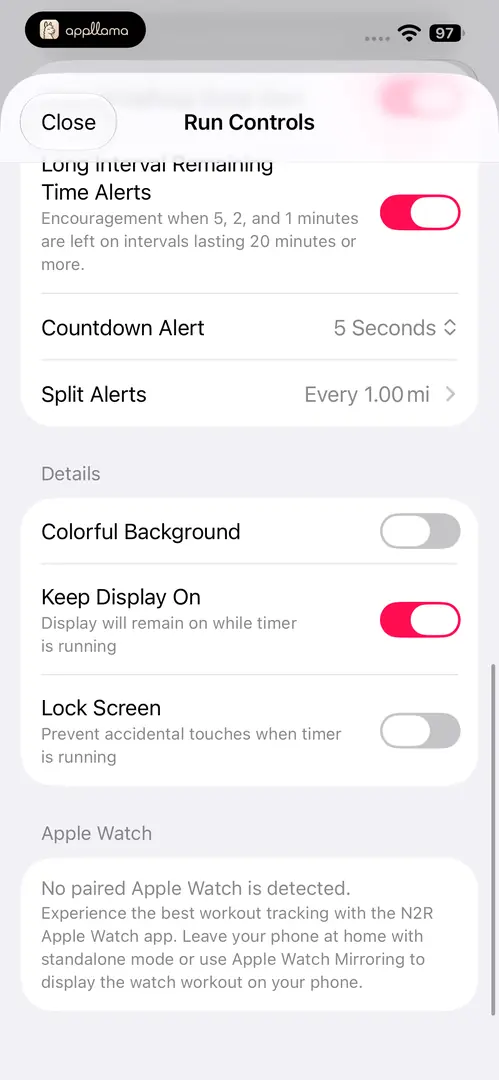 appllama
97
Close
Run Controls
Long Interval Remaining
Time Alerts
Encouragement when 5, 2, and 1 minutes
are left on intervals lasting 20 minutes or
more.
Countdown Alert
5 Seconds
Split Alerts
Every 1.00 mi
Details
Colorful Background
Keep Display On
Display will remain on while timer
is running
Lock Screen
Prevent accidental touches when timer
is running
Apple Watch
No paired Apple Watch is detected.
Experience the best workout tracking with the N2R
Apple Watch app. Leave your phone at home with
standalone mode or use Apple Watch Mirroring to
display the watch workout on your phone.